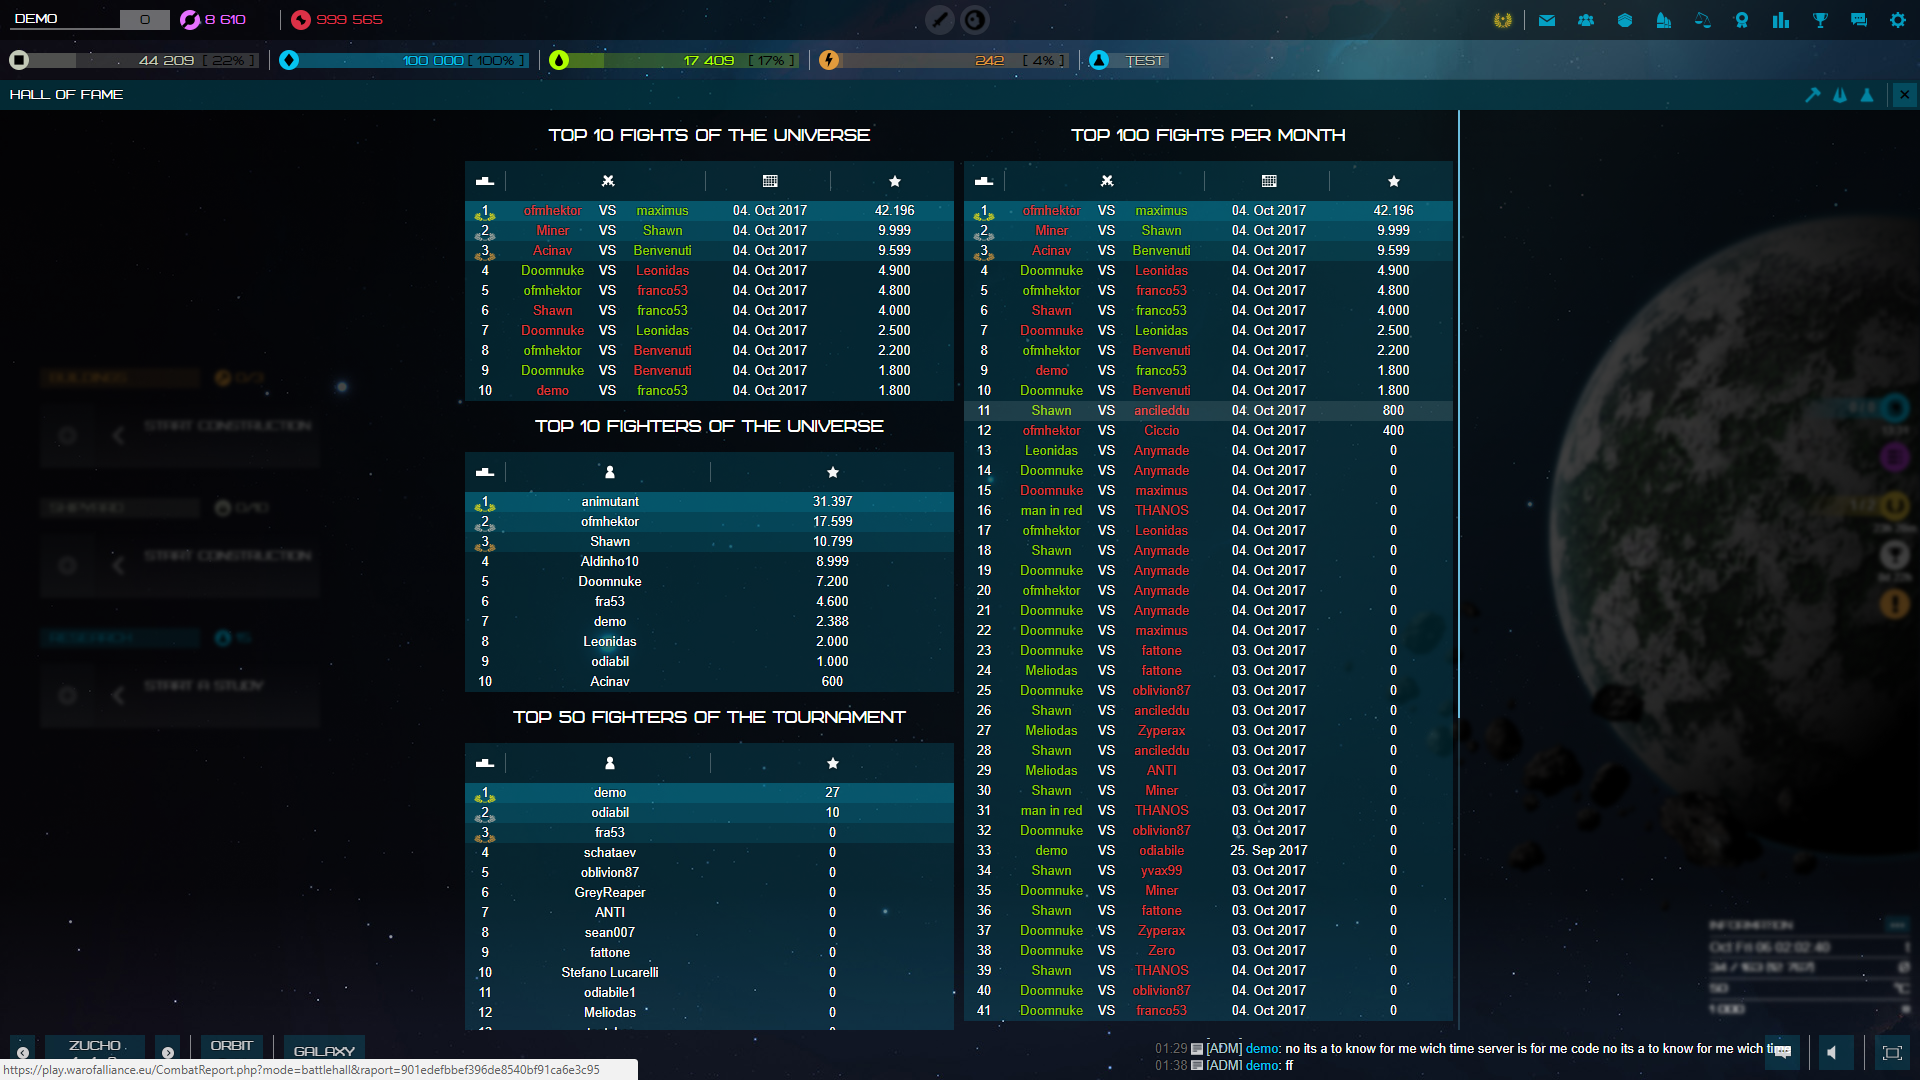 DEMO 0 8 610 999 565
44 209 [ 22% ] 100 000 [ 100% ] 17 409 [ 17% ] 242 [ 4% ] TEST
HALL OF FAME
TOP 10 FIGHTS OF THE UNIVERSE
1 ofmhektor VS maximus 04. Oct 2017 42.196
2 Miner VS Shawn 04. Oct 2017 9.999
3 Acinav VS Benvenuti 04. Oct 2017 9.599
4 Doomnuke VS Leonidas 04. Oct 2017 4.900
5 ofmhektor VS franco53 04. Oct 2017 4.800
6 Shawn VS franco53 04. Oct 2017 4.000
7 Doomnuke VS Leonidas 04. Oct 2017 2.500
8 ofmhektor VS Benvenuti 04. Oct 2017 2.200
9 Doomnuke VS Benvenuti 04. Oct 2017 1.800
10 demo VS franco53 04. Oct 2017 1.800
TOP 10 FIGHTERS OF THE UNIVERSE
1 animutant 31.397
2 ofmhektor 17.599
3 Shawn 10.799
4 Aldinho10 8.999
5 Doomnuke 7.200
6 fra53 4.600
7 demo 2.388
8 Leonidas 2.000
9 odiabil 1.000
10 Acinav 600
TOP 50 FIGHTERS OF THE TOURNAMENT
1 demo 27
2 odiabil 10
3 fra53 0
4 schataev 0
5 oblivion87 0
6 GreyReaper 0
7 ANTI 0
8 sean007 0
9 fattone 0
10 Stefano Lucarelli 0
11 odiabile1 0
12 Meliodas 0
TOP 100 FIGHTS PER MONTH
1 ofmhektor VS maximus 04. Oct 2017 42.196
2 Miner VS Shawn 04. Oct 2017 9.999
3 Acinav VS Benvenuti 04. Oct 2017 9.599
4 Doomnuke VS Leonidas 04. Oct 2017 4.900
5 ofmhektor VS franco53 04. Oct 2017 4.800
6 Shawn VS franco53 04. Oct 2017 4.000
7 Doomnuke VS Leonidas 04. Oct 2017 2.500
8 ofmhektor VS Benvenuti 04. Oct 2017 2.200
9 demo VS franco53 04. Oct 2017 1.800
10 Doomnuke VS Benvenuti 04. Oct 2017 1.800
11 Shawn VS ancileddu 04. Oct 2017 800
12 ofmhektor VS Ciccio 04. Oct 2017 400
13 Leonidas VS Anymade 04. Oct 2017 0
14 Doomnuke VS Anymade 04. Oct 2017 0
15 Doomnuke VS maximus 04. Oct 2017 0
16 man in red VS THANOS 04. Oct 2017 0
17 ofmhektor VS Leonidas 04. Oct 2017 0
18 Shawn VS Anymade 04. Oct 2017 0
19 Doomnuke VS Anymade 04. Oct 2017 0
20 ofmhektor VS Anymade 04. Oct 2017 0
21 Doomnuke VS Anymade 04. Oct 2017 0
22 Doomnuke VS maximus 04. Oct 2017 0
23 Doomnuke VS fattone 03. Oct 2017 0
24 Meliodas VS fattone 03. Oct 2017 0
25 Doomnuke VS oblivion87 03. Oct 2017 0
26 Shawn VS ancileddu 03. Oct 2017 0
27 Meliodas VS Zyperax 03. Oct 2017 0
28 Shawn VS ancileddu 03. Oct 2017 0
29 Meliodas VS ANTI 03. Oct 2017 0
30 Shawn VS Miner 03. Oct 2017 0
31 man in red VS THANOS 03. Oct 2017 0
32 Doomnuke VS oblivion87 03. Oct 2017 0
33 demo VS odiabile 25. Sep 2017 0
34 Shawn VS yvax99 03. Oct 2017 0
35 Doomnuke VS Miner 03. Oct 2017 0
36 Shawn VS fattone 03. Oct 2017 0
37 Doomnuke VS Zyperax 03. Oct 2017 0
38 Doomnuke VS Zero 03. Oct 2017 0
39 Shawn VS THANOS 04. Oct 2017 0
40 Doomnuke VS oblivion87 04. Oct 2017 0
41 Doomnuke VS franco53 04. Oct 2017 0
BUILDINGS 0/3
START CONSTRUCTION
SHIPYARD 0/10
START CONSTRUCTION
RESEARCH
START A STUDY
INFORMATION
Oct Fri 06 02:02:40
50
1 000
ZUCHO ORBIT GALAXY
01:29 [ADM] demo: no its a to know for me wich time server is for me code no its a to know for me wich
01:38 [ADM] demo: ff
https://play.warofalliance.eu/CombatReport.php?mode=battlehall&raport=901edefbbef396de8540bf91ca6e3c95